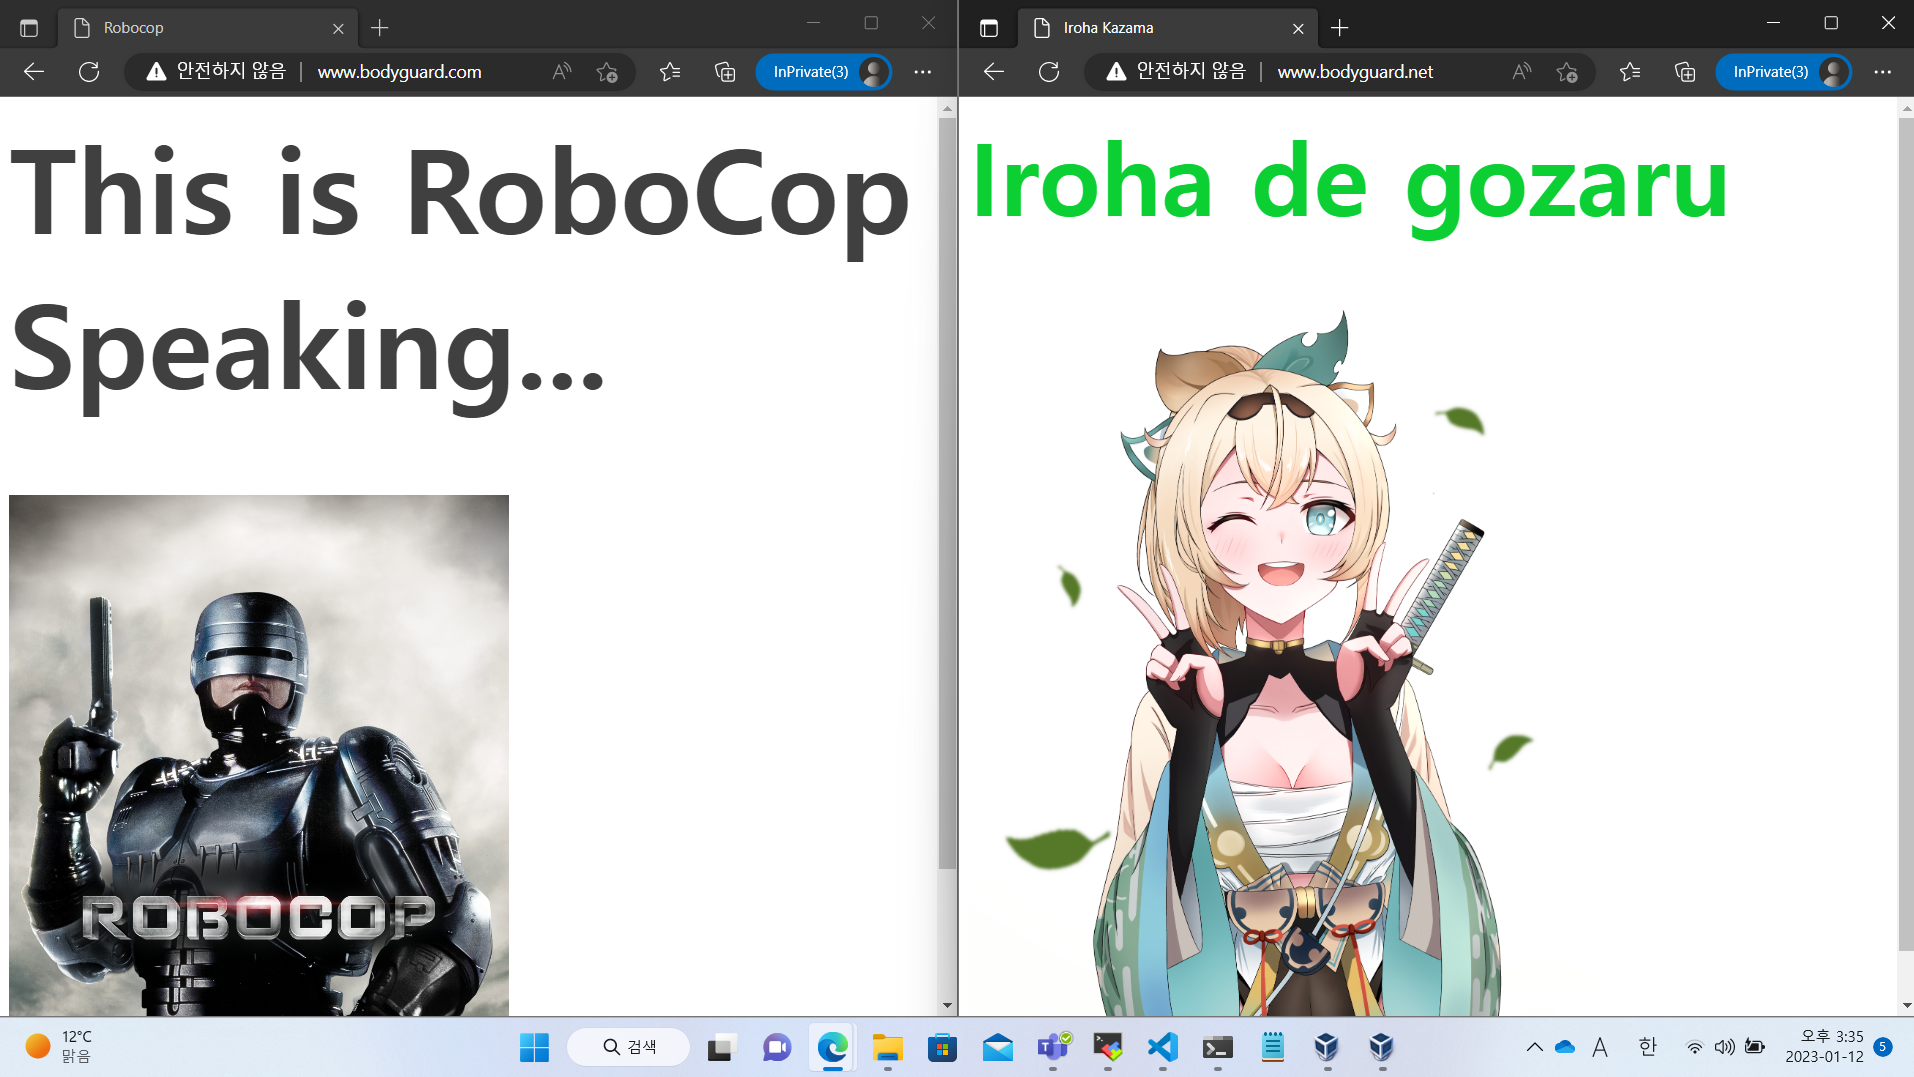 Robocop
안전하지 않음
www.bodyguard.com
InPrivate(3)
This is RoboCop
Speaking...
ROBOCOP
Iroha Kazama
안전하지 않음
www.bodyguard.net
InPrivate(3)
Iroha de gozaru
12°C
맑음
검색
A
한
오후 3:35
2023-01-12
5